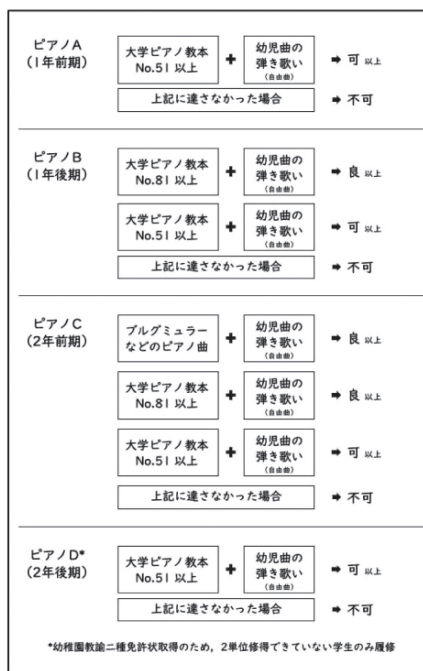 ピアノA
(1年前期)
大学ピアノ教本
No.51以上
+
幼児曲の
弾き歌い
(自由曲)
➡ 可 以上
上記に達さなかった場合
➡ 不可
ピアノB
(1年後期)
大学ピアノ教本
No.81以上
+
幼児曲の
弾き歌い
(自由曲)
➡ 良 以上
大学ピアノ教本
No.51以上
+
幼児曲の
弾き歌い
(自由曲)
➡ 可 以上
上記に達さなかった場合
➡ 不可
ピアノC
(2年前期)
ブルグミュラー
などのピアノ曲
+
幼児曲の
弾き歌い
(自由曲)
➡ 良 以上
大学ピアノ教本
No.81以上
+
幼児曲の
弾き歌い
(自由曲)
➡ 良 以上
大学ピアノ教本
No.51以上
+
幼児曲の
弾き歌い
(自由曲)
➡ 可 以上
上記に達さなかった場合
➡ 不可
ピアノD*
(2年後期)
大学ピアノ教本
No.51以上
+
幼児曲の
弾き歌い
(自由曲)
➡ 可 以上
上記に達さなかった場合
➡ 不可
*幼稚園教諭二種免許状取得のため，2単位修得できていない学生のみ履修